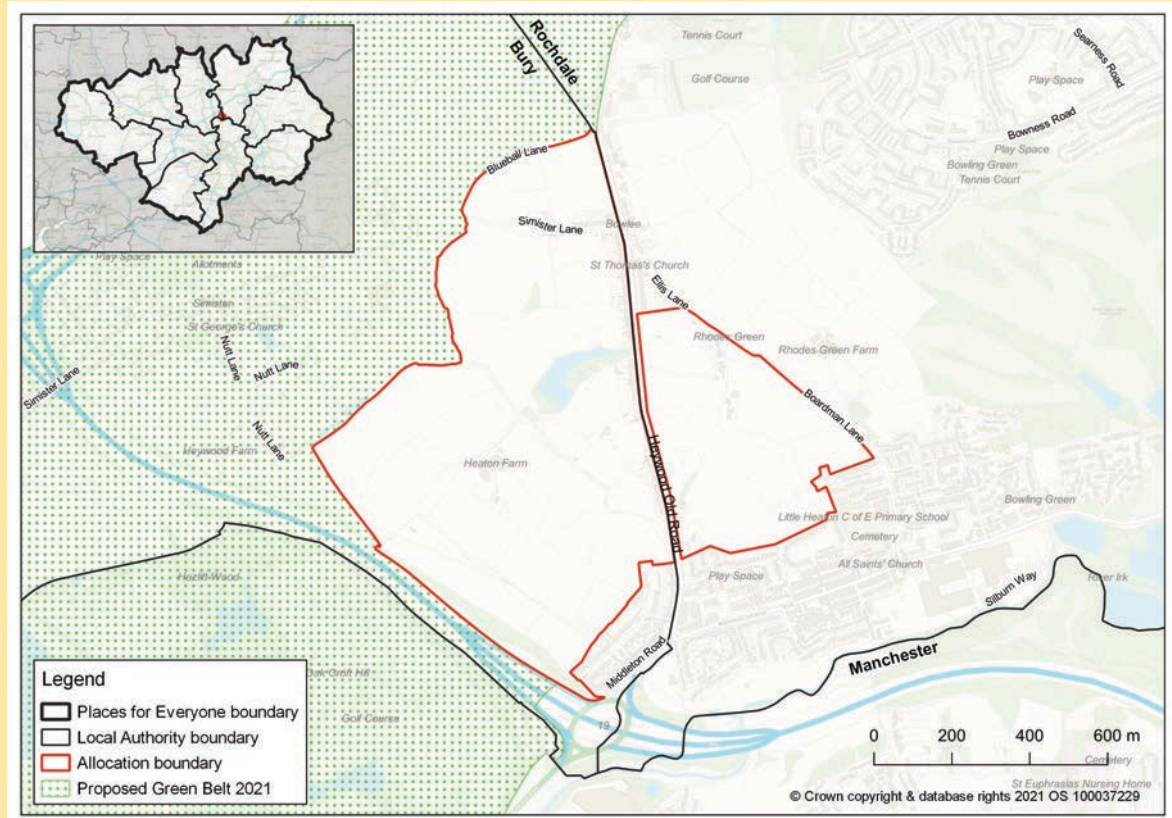 Rochdale
Bury
Tennis Court
Golf Course
Searness Road
Play Space
Bowness Road
Play Space
Bowling Green
Tennis Court
Blueball Lane
Simister Lane
Bowlee
St Thomas's Church
Ellis Lane
Play Space
Allotments
Simister
St George's Church
Nutt Lane
Nutt Lane
Simister Lane
Nutt Lane
Heywood Farm
Rhodes Green
Rhodes Green Farm
Boardman Lane
Heaton Farm
Heywood Old Road
Bowling Green
Little Heaton C of E Primary School
Cemetery
All Saints' Church
Play Space
Hazlitt Wood
Silburn Way
River Irk
Middleton Road
Manchester
Oak Croft Hill
Golf Course
19
Legend
Places for Everyone boundary
Local Authority boundary
Allocation boundary
Proposed Green Belt 2021
0 200 400 600 m
Cemetery
St Euphrasias Nursing Home
© Crown copyright & database rights 2021 OS 100037229